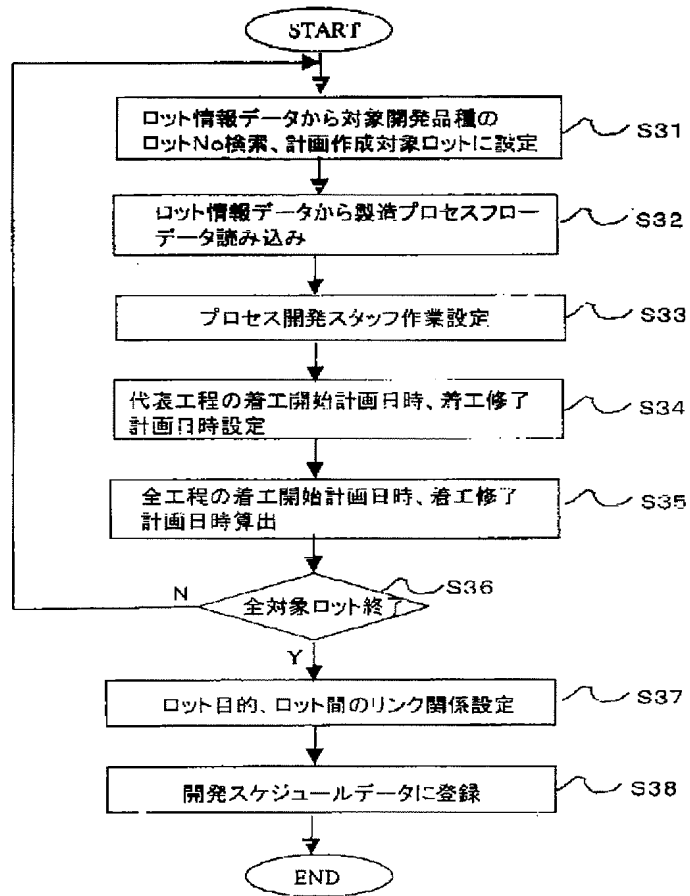 START
ロット情報データから対象開発品種の
ロットNo検索、計画作成対象ロットに設定
S31
ロット情報データから製造プロセスフロー
データ読み込み
S32
プロセス開発スタッフ作業設定
S33
代表工程の着工開始計画日時、着工修了
計画日時設定
S34
全工程の着工開始計画日時、着工修了
計画日時算出
S35
S36
N
全対象ロット終了
Y
ロット目的、ロット間のリンク関係設定
S37
開発スケジュールデータに登録
S38
END